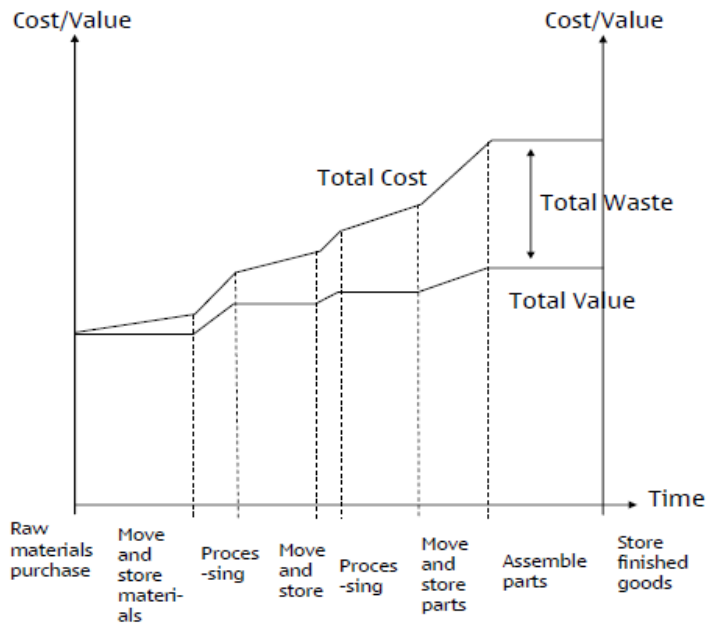 Cost/Value
Cost/Value
Total Cost
Total Waste
Total Value
Time
Raw
materials
purchase
Move
and
store
materi-
als
Proces
-sing
Move
and
store
Proces
-sing
Move
and
store
parts
Assemble
parts
Store
finished
goods